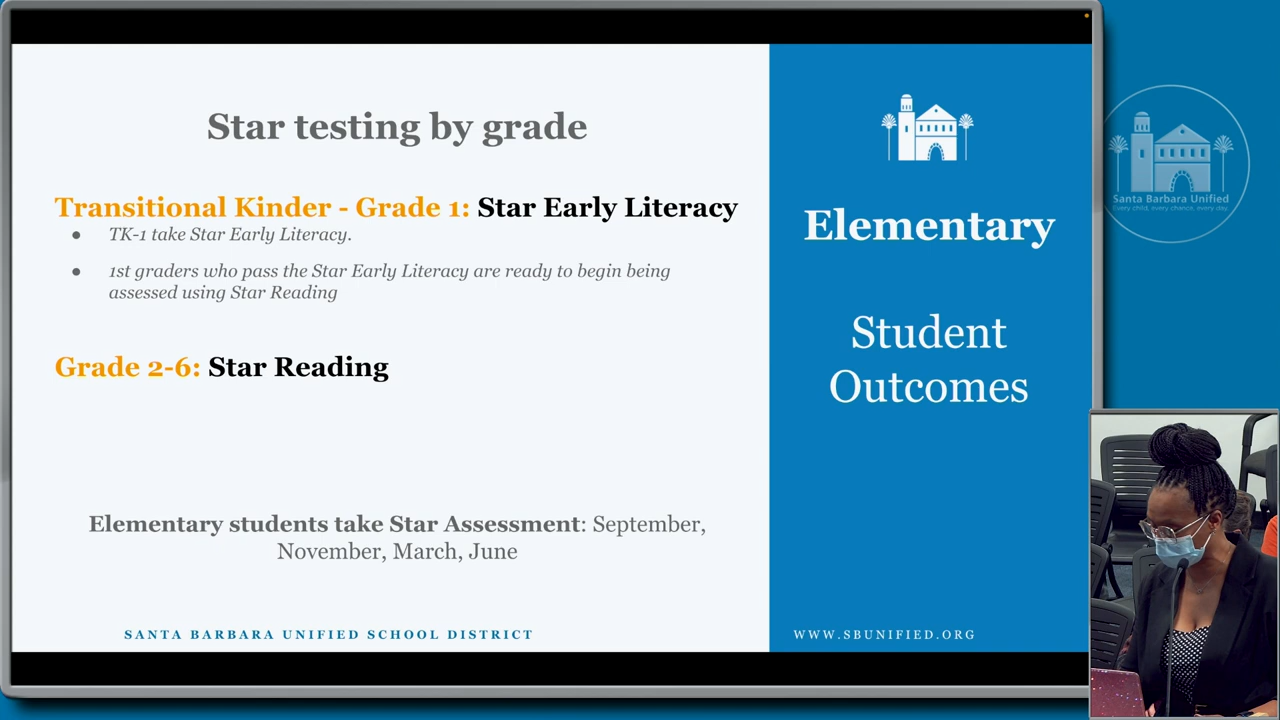 Star testing by grade
Transitional Kinder - Grade 1: Star Early Literacy
● TK-1 take Star Early Literacy.
● 1st graders who pass the Star Early Literacy are ready to begin being
assessed using Star Reading
Grade 2-6: Star Reading
Elementary students take Star Assessment: September,
November, March, June
SANTA BARBARA UNIFIED SCHOOL DISTRICT
Elementary
Student
Outcomes
WWW.SBUNIFIED.ORG
Santa Barbara Unified
Every child, every chance, every day.